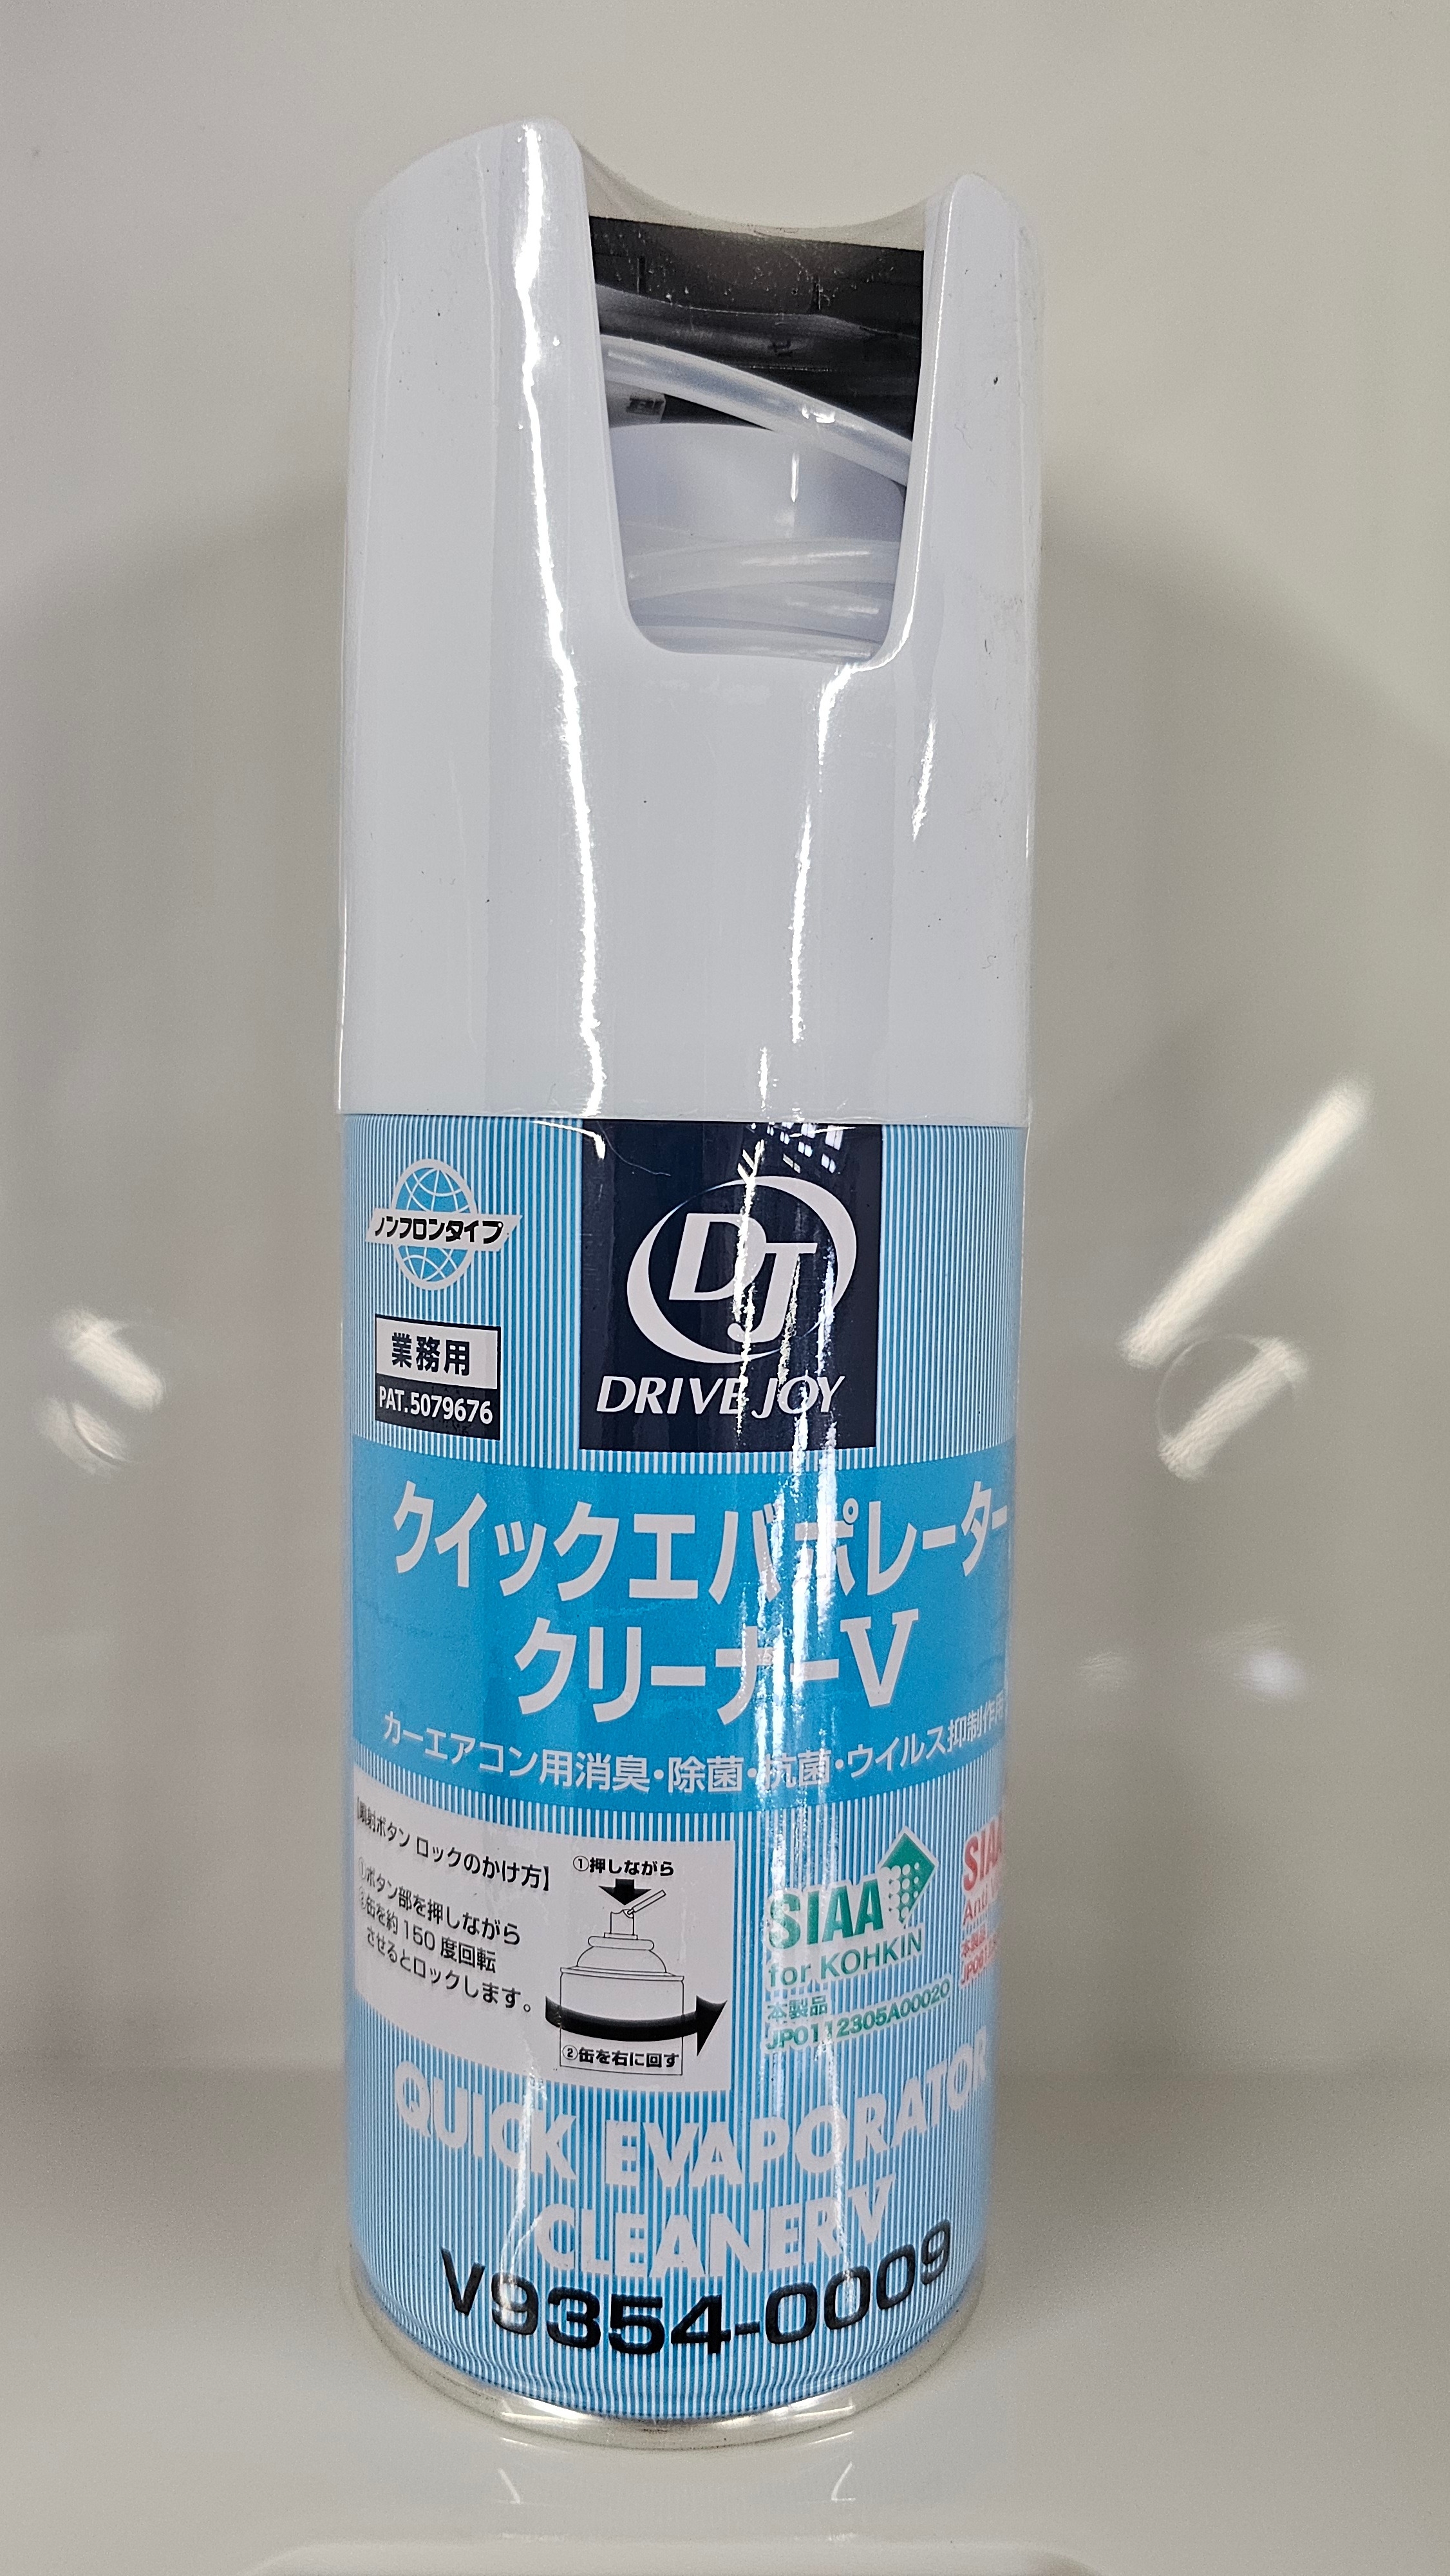 ノンフロンタイプ
業務用
PAT.5079676
DJ
DRIVE JOY
クイックエバポレーター
クリーナーV
カーエアコン用消臭・除菌・抗菌・ウイルス抑制作用
【噴射ボタン ロックのかけ方】
①ボタン部を押しながら
②缶を約150度回転
させるとロックします。
①押しながら
②缶を右に回す
SIAA
for KOHKIN
本製品
JP0112305A0002O
SIAA
Anti
本製品
QUICK EVAPORATOR
CLEANER V
V9354-0009